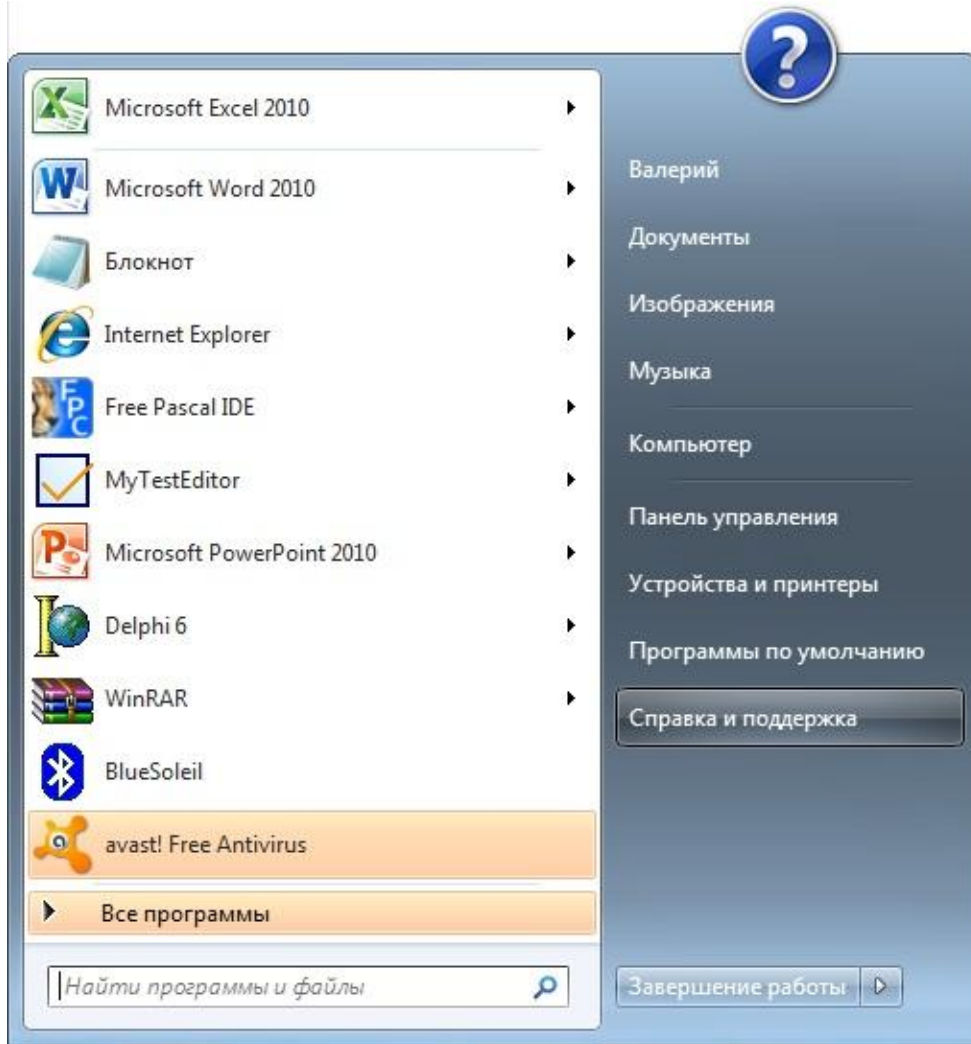 Microsoft Excel 2010
Microsoft Word 2010
Блокнот
Internet Explorer
Free Pascal IDE
MyTestEditor
Microsoft PowerPoint 2010
Delphi 6
WinRAR
BlueSoleil
avast! Free Antivirus
Все программы
Найти программы и файлы
Валерий
Документы
Изображения
Музыка
Компьютер
Панель управления
Устройства и принтеры
Программы по умолчанию
Справка и поддержка
Завершение работы